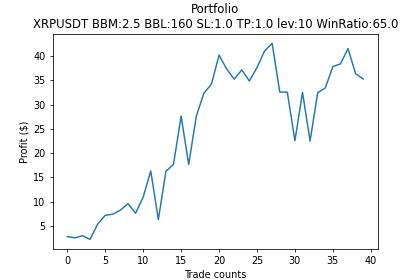 Portfolio
XRPUSDT BBM:2.5 BBL:160 SL:1.0 TP:1.0 lev:10 WinRatio:65.0
40
35
30
25
20
15
10
5
Profit ($)
0 5 10 15 20 25 30 35 40
Trade counts